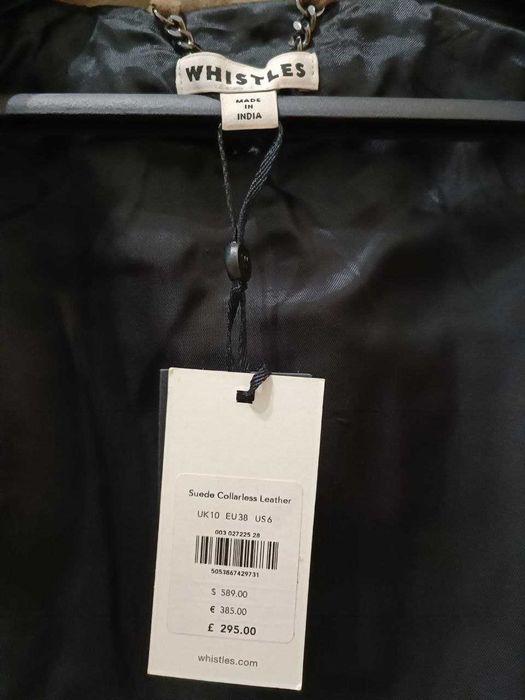 WHISTLES
MADE
IN
INDIA
Suede Collarless Leather
UK10 EU38 US6
003 027225 28
5053867429731
$ 589.00
€ 385.00
£ 295.00
whistles.com